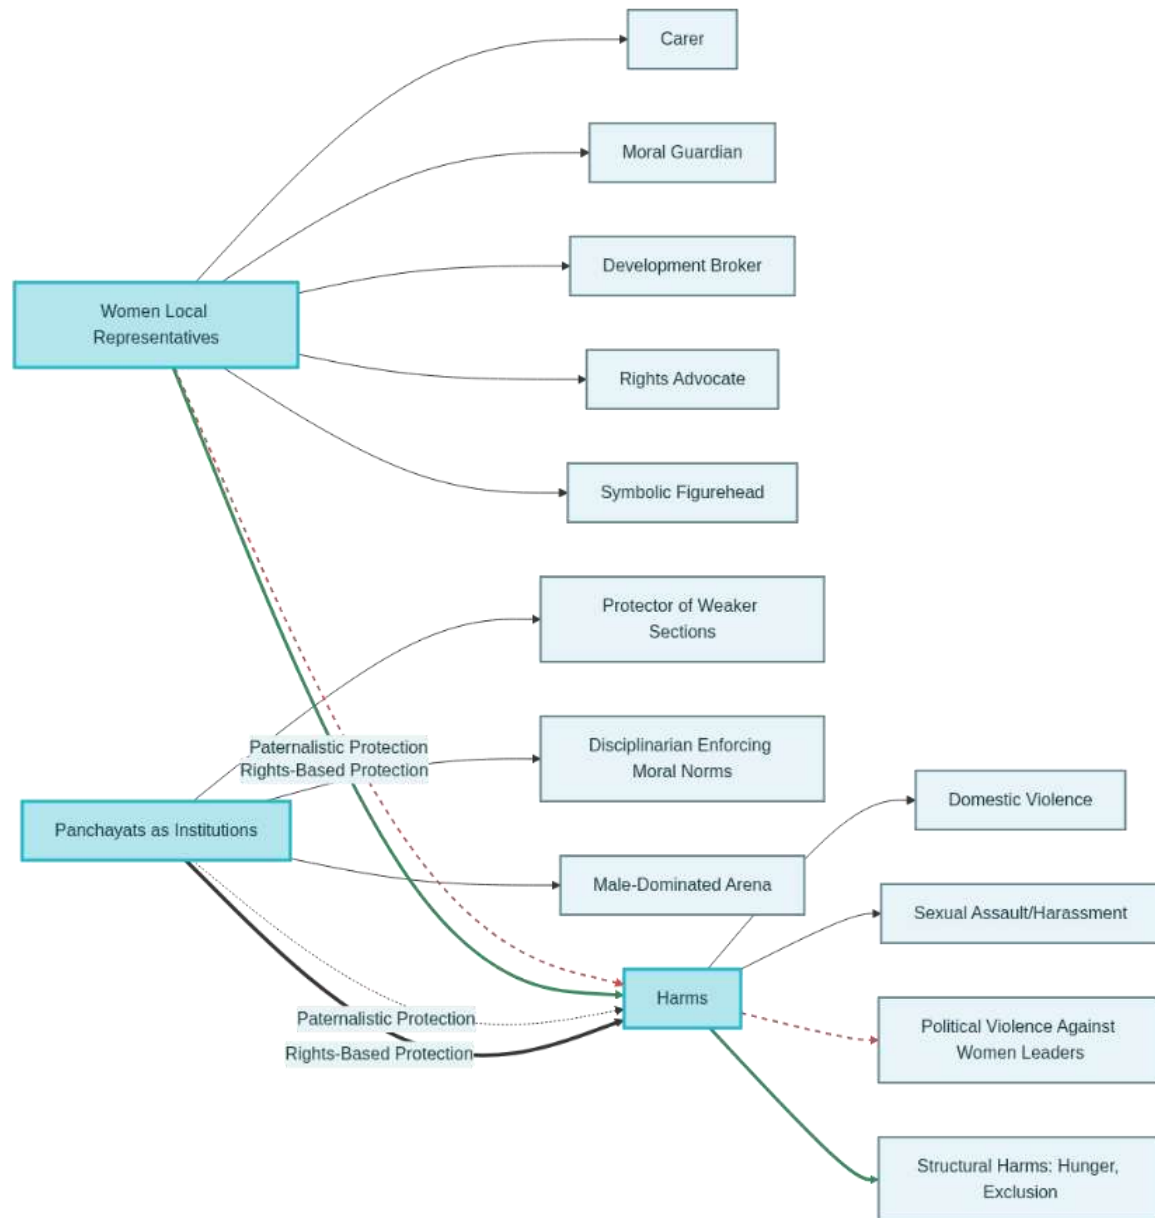 Carer
Moral Guardian
Development Broker
Women Local
Representatives
Rights Advocate
Symbolic Figurehead
Protector of Weaker
Sections
Paternalistic Protection
Rights-Based Protection
Disciplinarian Enforcing
Moral Norms
Panchayats as Institutions
Domestic Violence
Male-Dominated Arena
Sexual Assault/Harassment
Harms
Paternalistic Protection
Rights-Based Protection
Political Violence Against
Women Leaders
Structural Harms: Hunger,
Exclusion